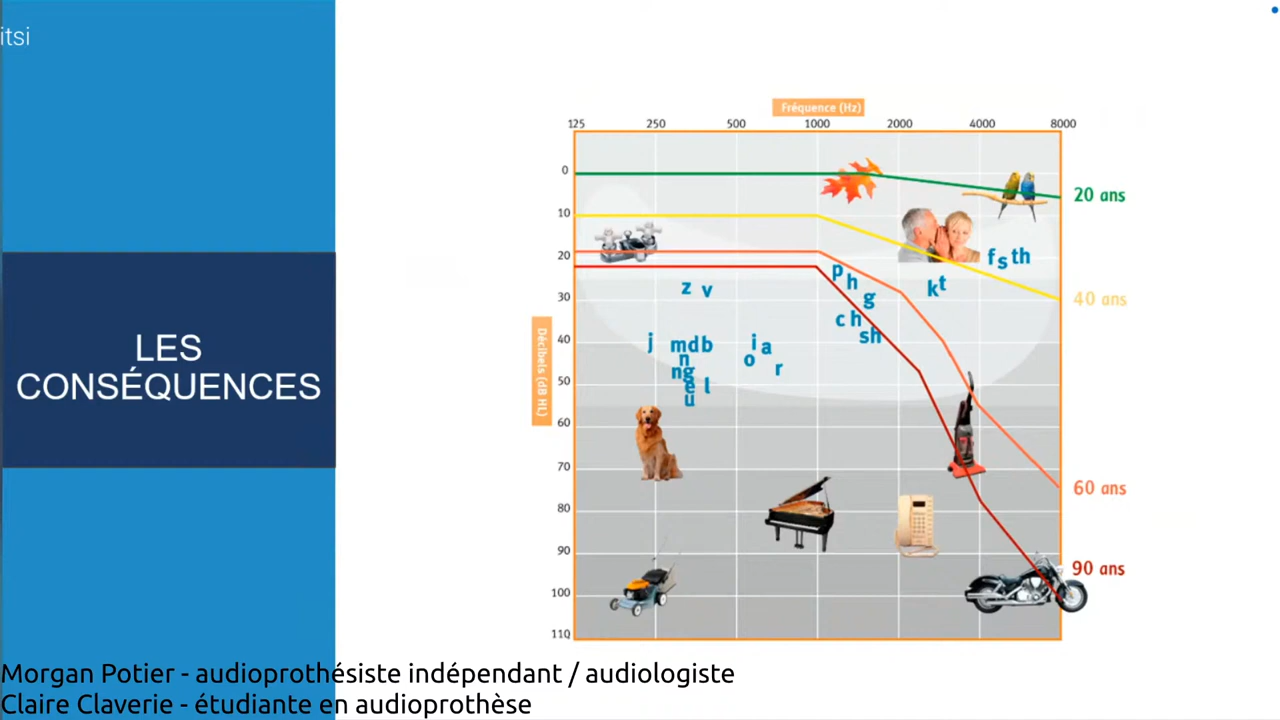 itsi
LES
CONSÉQUENCES
Fréquence (Hz)
125 250 500 1000 2000 4000 8000
Décibels (dB HL)
0
10
20
30
40
50
60
70
80
90
100
110
20 ans
40 ans
60 ans
90 ans
f s th
p h g
k t
z v
c h
sh
j
m d b
n
n g
e l
u
i a
o
r
Morgan Potier - audioprothésiste indépendant / audiologiste
Claire Claverie - étudiante en audioprothèse